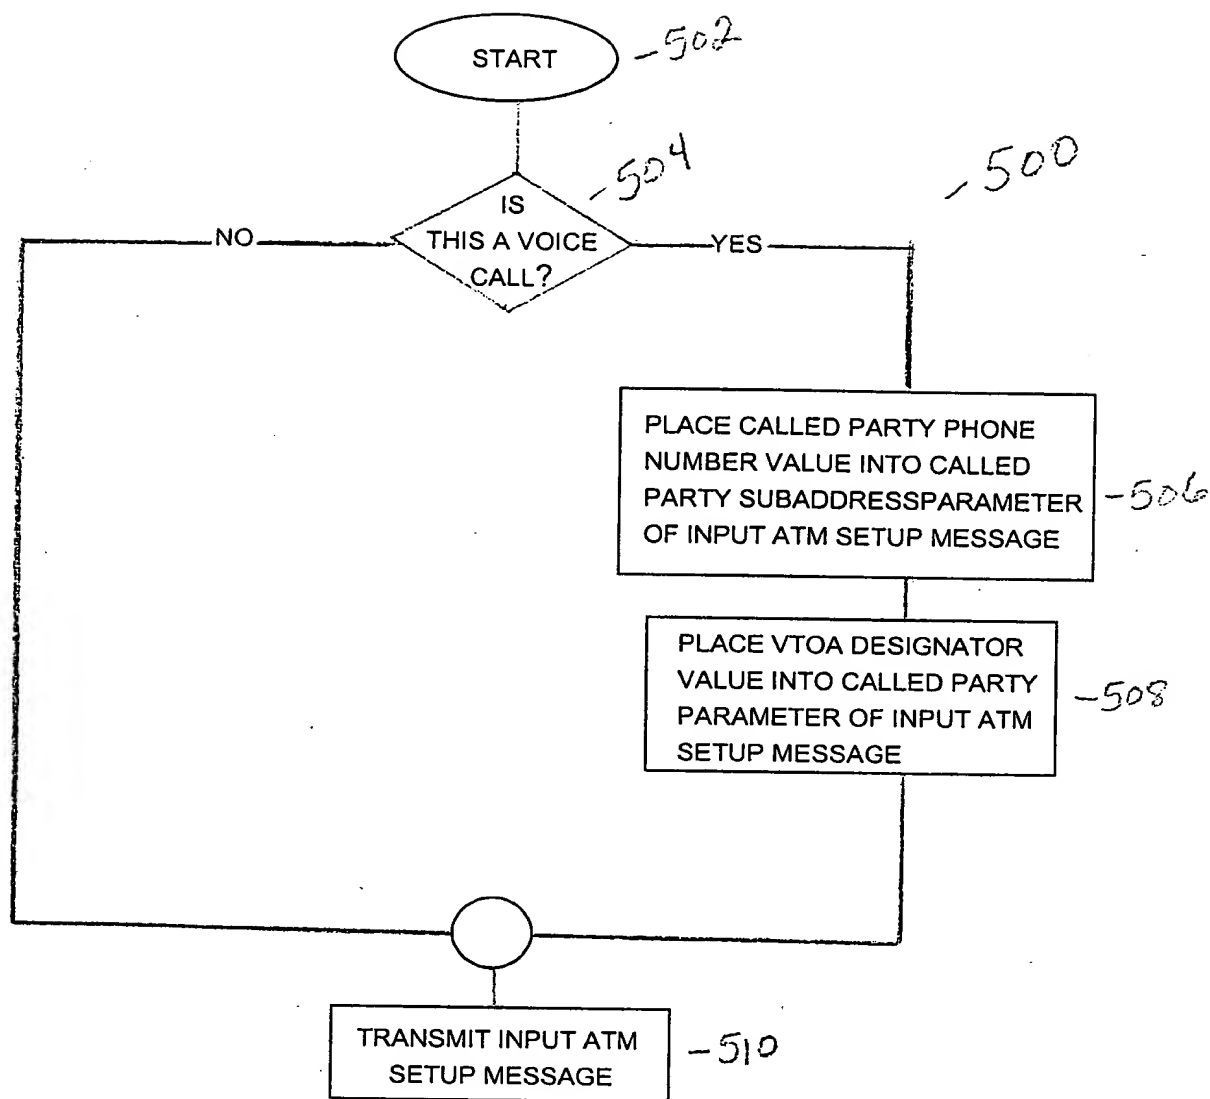 START
-502
-504
-500
IS
THIS A VOICE
CALL?
NO
YES
PLACE CALLED PARTY PHONE
NUMBER VALUE INTO CALLED
PARTY SUBADDRESSPARAMETER
OF INPUT ATM SETUP MESSAGE
-506
PLACE VTOA DESIGNATOR
VALUE INTO CALLED PARTY
PARAMETER OF INPUT ATM
SETUP MESSAGE
-508
TRANSMIT INPUT ATM
SETUP MESSAGE
-510